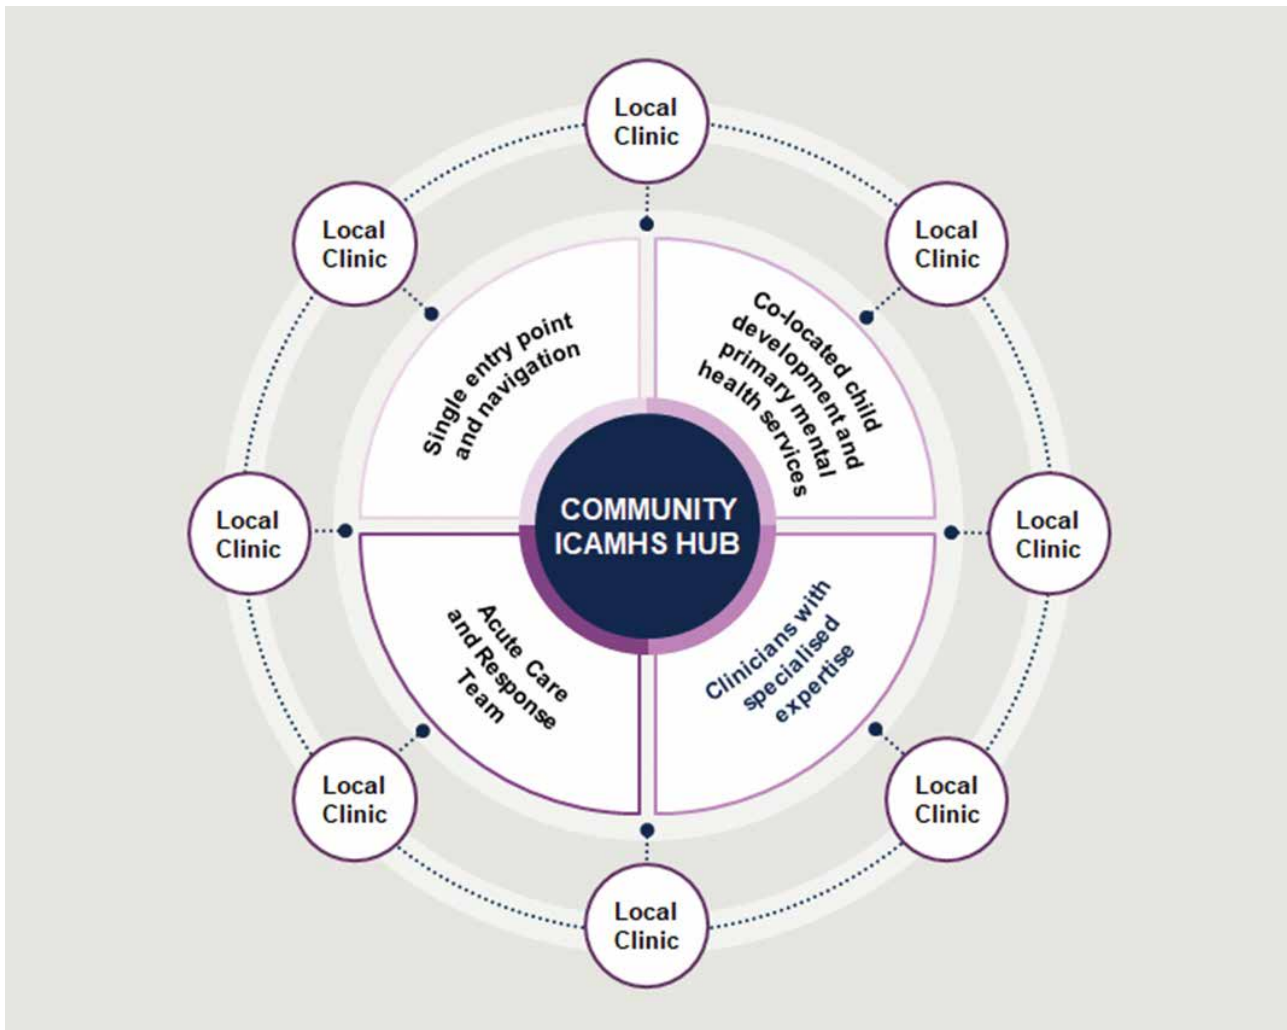 Local
Clinic
Local
Clinic
Local
Clinic
Single entry point
and navigation
Co-located child
development and
primary mental
health services
COMMUNITY
ICAMHS HUB
Local
Clinic
Local
Clinic
Acute Care
and Response
Team
Clinicians with
specialised
expertise
Local
Clinic
Local
Clinic
Local
Clinic